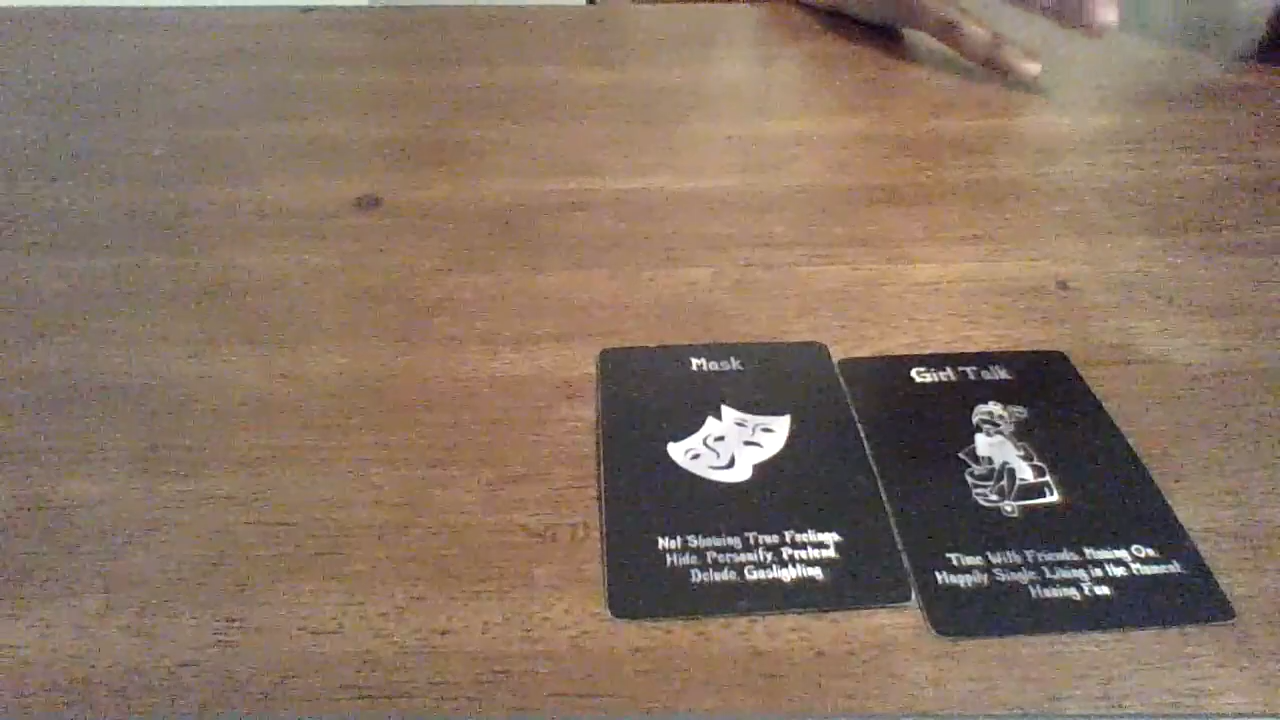 Mask
Not Showing True Feelings,
Hide, Personify, Pretend,
Delude, Gaslighting
Girl Talk
Time With Friends, Moving On,
Happily Single, Living in the Moment,
Having Fun